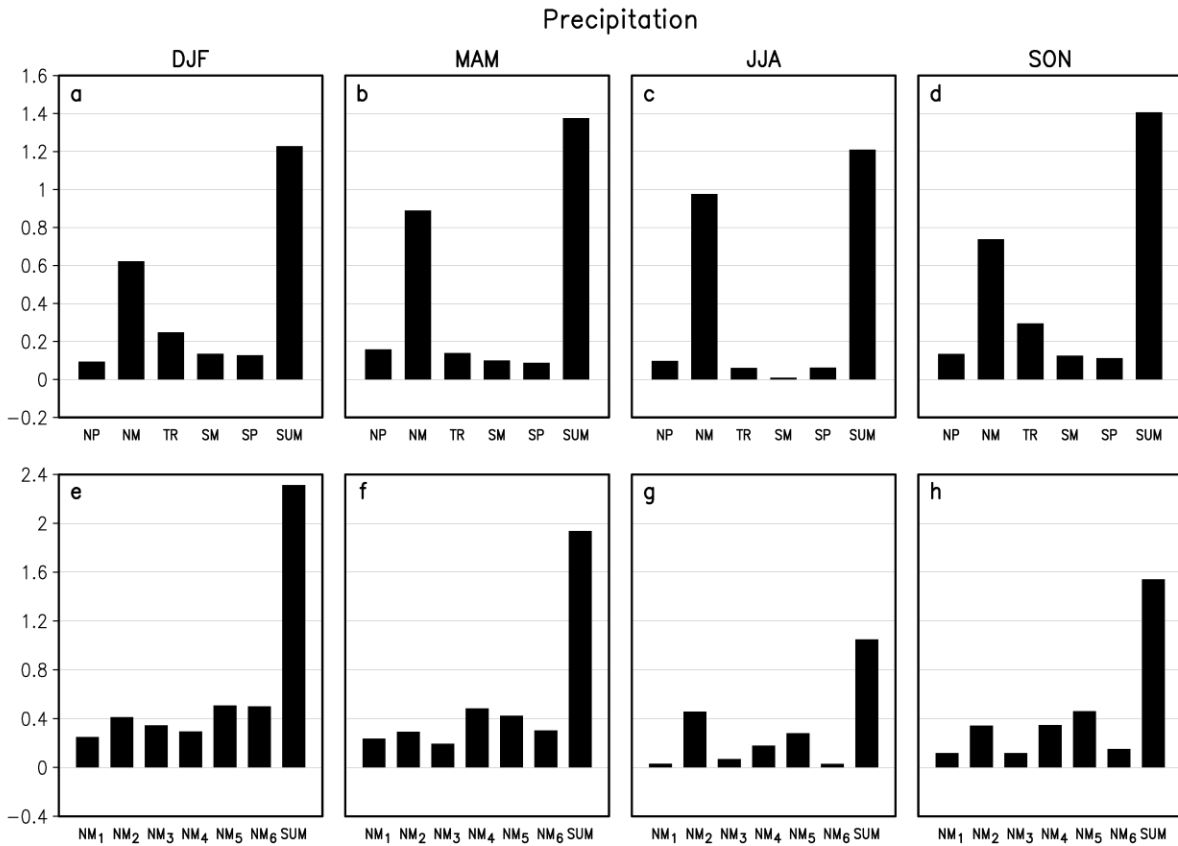 Precipitation
DJF MAM JJA SON
1.6 a b c d
1.4
1.2
1
0.8
0.6
0.4
0.2
0
−0.2
NP NM TR SM SP SUM NP NM TR SM SP SUM NP NM TR SM SP SUM NP NM TR SM SP SUM
2.4 e f g h
2
1.6
1.2
0.8
0.4
0
−0.4
NM₁ NM₂ NM₃ NM₄ NM₅ NM₆ SUM NM₁ NM₂ NM₃ NM₄ NM₅ NM₆ SUM NM₁ NM₂ NM₃ NM₄ NM₅ NM₆ SUM NM₁ NM₂ NM₃ NM₄ NM₅ NM₆ SUM